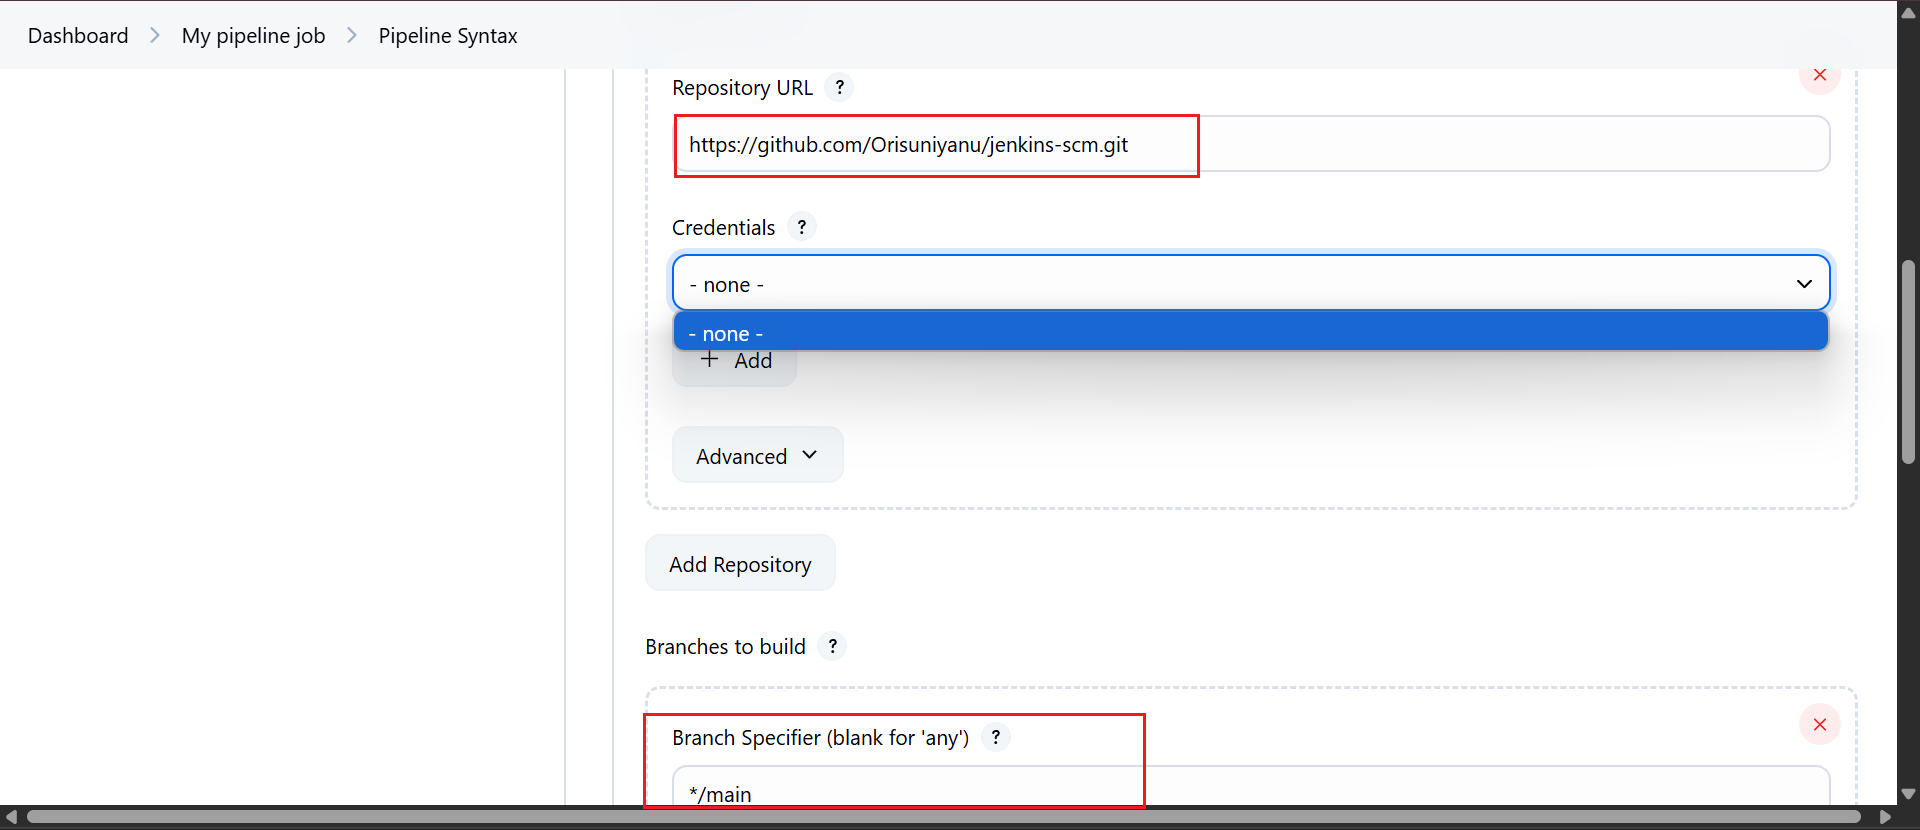 Dashboard > My pipeline job > Pipeline Syntax
Repository URL ?
https://github.com/Orisuniyanu/jenkins-scm.git
Credentials ?
- none -
- none -
+ Add
Advanced
Add Repository
Branches to build ?
Branch Specifier (blank for 'any') ?
*/main